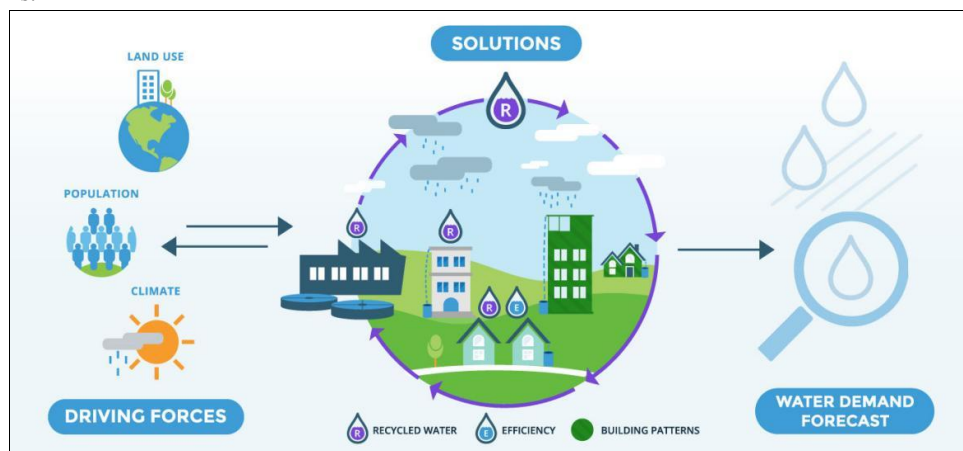 SOLUTIONS
LAND USE
R
POPULATION
R
R
CLIMATE
R
E
DRIVING FORCES
WATER DEMAND
FORECAST
R RECYCLED WATER
E EFFICIENCY
BUILDING PATTERNS